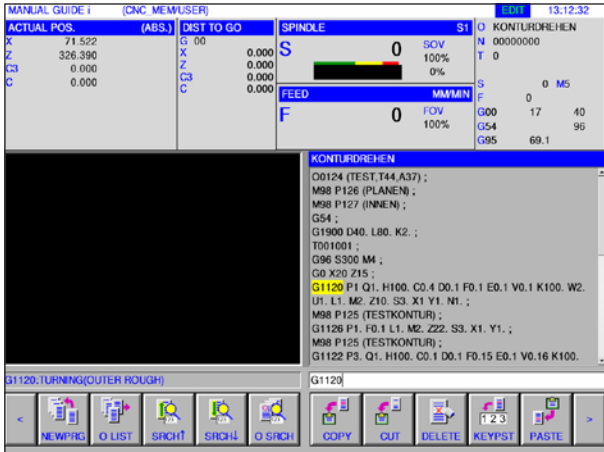 MANUAL GUIDE i (CNC_MEM/USER) EDIT 13:12:32
ACTUAL POS. (ABS.)
X 71.522
Z 326.390
C3 0.000
C 0.000
DIST TO GO
G 00
X 0.000
Z 0.000
C3 0.000
C 0.000
SPINDLE S1
S 0 SOV
100%
0%
FEED MM/MIN
F 0 FOV
100%
O KONTURDREHEN
N 00000000
T 0
S 0 M5
F 0
G00 17 40
G54 96
G95 69.1
KONTURDREHEN
O0124 (TEST,T44,A37) ;
M98 P126 (PLANEN) ;
M98 P127 (INNEN) ;
G54 ;
G1900 D40. L80. K2. ;
T001001 ;
G96 S300 M4 ;
G0 X20 Z15 ;
G1120 P1 Q1. H100. C0.4 D0.1 F0.1 E0.1 V0.1 K100. W2.
U1. L1. M2. Z10. S3. X1 Y1. N1. ;
M98 P125 (TESTKONTUR) ;
G1126 P1. F0.1 L1. M2. Z22. S3. X1. Y1. ;
M98 P125 (TESTKONTUR) ;
G1122 P3. Q1. H100. C0.1 D0.1 F0.15 E0.1 V0.16 K100.
G1120:TURNING(OUTER ROUGH)
G1120
< NEWPRG O LIST SRCH↑ SRCH↓ O SRCH COPY CUT DELETE KEYPST PASTE >